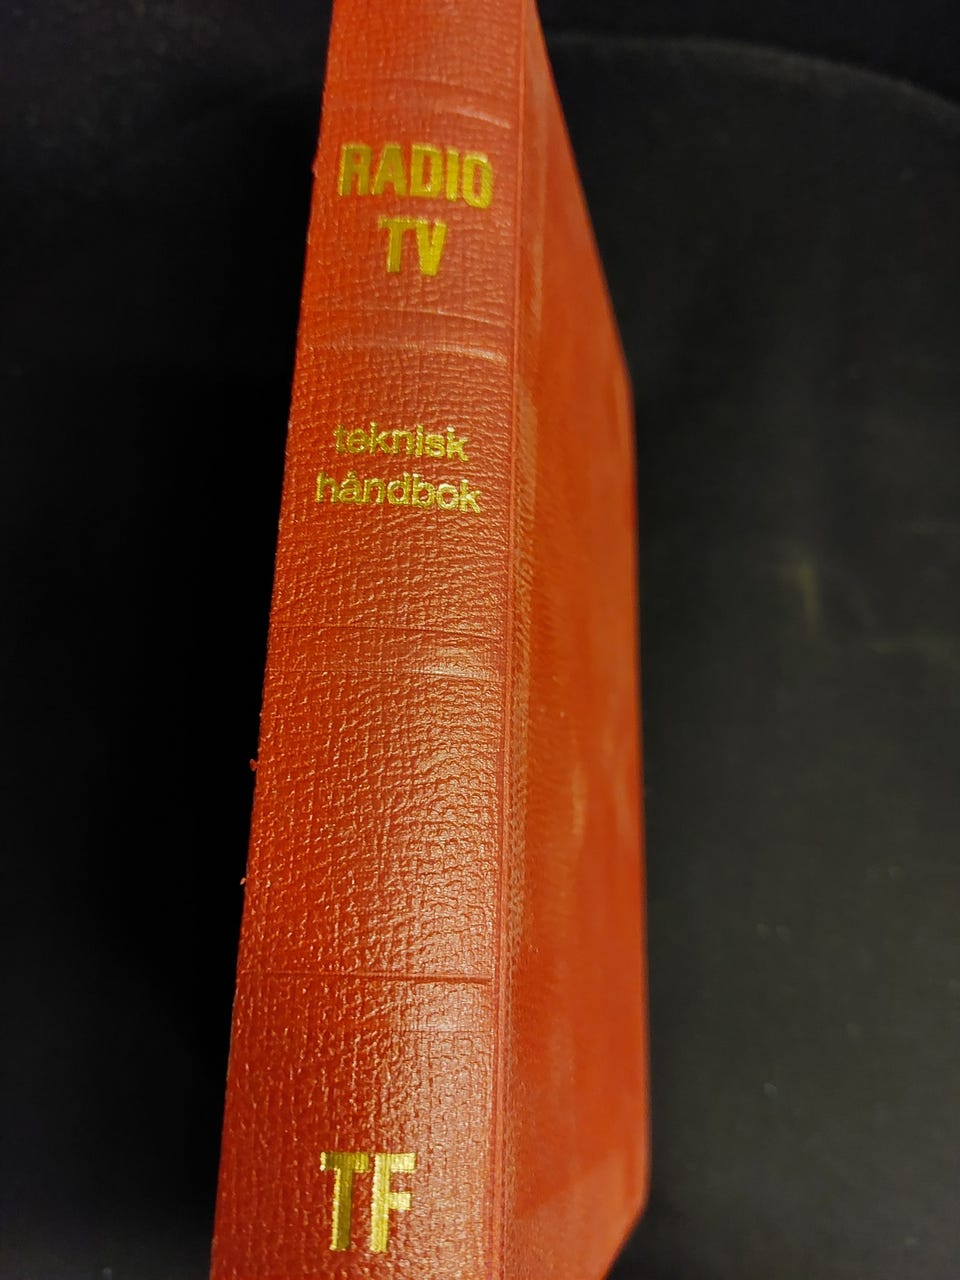 RADIO
TV
teknisk
håndbok
TF